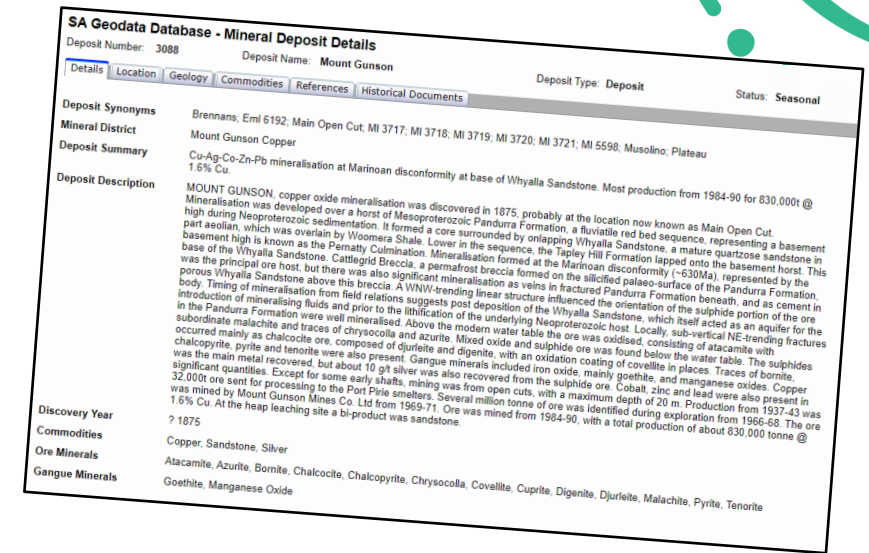 SA Geodata Database - Mineral Deposit Details
Deposit Number: 3088 Deposit Name: Mount Gunson Deposit Type: Deposit Status: Seasonal
Details Location Geology Commodities References Historical Documents
Deposit Synonyms Brennans; Eml 6192; Main Open Cut; MI 3717; MI 3718; MI 3719; MI 3720; MI 3721; MI 5598; Musolino; Plateau
Mineral District Mount Gunson Copper
Deposit Summary Cu-Ag-Co-Zn-Pb mineralisation at Marinoan disconformity at base of Whyalla Sandstone. Most production from 1984-90 for 830,000t @
1.6% Cu.
Deposit Description MOUNT GUNSON, copper oxide mineralisation was discovered in 1875, probably at the location now known as Main Open Cut.
Mineralisation was developed over a horst of Mesoproterozoic Pandurra Formation, a fluviatile red bed sequence, representing a basement
high during Neoproterozoic sedimentation. It formed a core surrounded by onlapping Whyalla Sandstone, a mature quartzose sandstone in
part aeolian, which was overlain by Woomera Shale. Lower in the sequence, the Tapley Hill Formation lapped onto the basement horst. This
basement high is known as the Pernatty Culmination. Mineralisation formed at the Marinoan disconformity (~630Ma), represented by the
base of the Whyalla Sandstone. Cattlegrid Breccia, a permafrost breccia formed on the silicified palaeo-surface of the Pandurra Formation,
was the principal ore host, but there was also significant mineralisation as veins in fractured Pandurra Formation beneath, and as cement in
porous Whyalla Sandstone above this breccia. A WNW-trending linear structure influenced the orientation of the sulphide portion of the ore
body. Timing of mineralisation from field relations suggests post deposition of the Whyalla Sandstone, which itself acted as an aquifer for the
introduction of mineralising fluids and prior to the lithification of the underlying Neoproterozoic host. Locally, sub-vertical NE-trending fractures
in the Pandurra Formation were well mineralised. Above the modern water table the ore was oxidised, consisting of atacamite with
subordinate malachite and traces of chrysocolla and azurite. Mixed oxide and sulphide ore was found below the water table. The sulphides
occurred mainly as chalcocite ore, composed of djurleite and digenite, with an oxidation coating of covellite in places. Traces of bornite,
chalcopyrite, pyrite and tenorite were also present. Gangue minerals included iron oxide, mainly goethite, and manganese oxides. Copper
was the main metal recovered, but about 10 g/t silver was also recovered from the sulphide ore. Cobalt, zinc and lead were also present in
significant quantities. Except for some early shafts, mining was from open cuts, with a maximum depth of 20 m. Production from 1937-43 was
32,000t ore sent for processing to the Port Pirie smelters. Several million tonne of ore was identified during exploration from 1966-68. The ore
was mined by Mount Gunson Mines Co. Ltd from 1969-71. Ore was mined from 1984-90, with a total production of about 830,000 tonne @
1.6% Cu. At the heap leaching site a bi-product was sandstone.
Discovery Year ? 1875
Commodities Copper, Sandstone, Silver
Ore Minerals Atacamite, Azurite, Bornite, Chalcocite, Chalcopyrite, Chrysocolla, Covellite, Cuprite, Digenite, Djurleite, Malachite, Pyrite, Tenorite
Gangue Minerals Goethite, Manganese Oxide